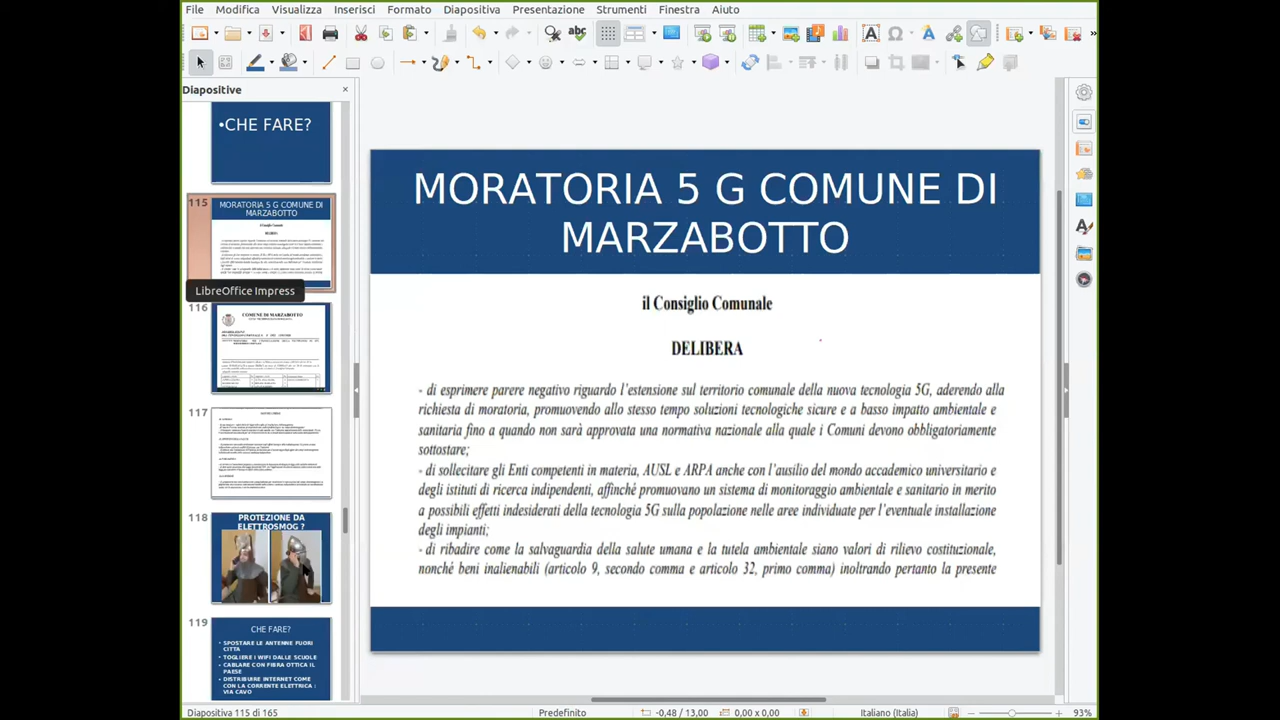 File Modifica Visualizza Inserisci Formato Diapositiva Presentazione Strumenti Finestra Aiuto
Diapositive
•CHE FARE?
115
MORATORIA 5 G COMUNE DI
MARZABOTTO
il Consiglio Comunale
DELIBERA
LibreOffice Impress
116
COMUNE DI MARZABOTTO
117
118
PROTEZIONE DA
ELETTROSMOG ?
119
CHE FARE?
• SPOSTARE LE ANTENNE FUORI
CITTA
• TOGLIERE I WIFI DALLE SCUOLE
• CABLARE CON FIBRA OTTICA IL
PAESE
• DISTRIBUIRE INTERNET COME
CON LA CORRENTE ELETTRICA :
VIA CAVO
MORATORIA 5 G COMUNE DI
MARZABOTTO
il Consiglio Comunale
DELIBERA
- di esprimere parere negativo riguardo l'estensione sul territorio comunale della nuova tecnologia 5G, aderendo alla
richiesta di moratoria, promuovendo allo stesso tempo soluzioni tecnologiche sicure e a basso impatto ambientale e
sanitaria fino a quando non sarà approvata una legge nazionale alla quale i Comuni devono obbligatoriamente
sottostare;
- di sollecitare gli Enti competenti in materia, AUSL e ARPA anche con l'ausilio del mondo accademico universitario e
degli istituti di ricerca indipendenti, affinchè promuovano un sistema di monitoraggio ambientale e sanitario in merito
a possibili effetti indesiderati della tecnologia 5G sulla popolazione nelle aree individuate per l'eventuale installazione
degli impianti;
- di ribadire come la salvaguardia della salute umana e la tutela ambientale siano valori di rilievo costituzionale,
nonché beni inalienabili (articolo 9, secondo comma e articolo 32, primo comma) inoltrando pertanto la presente
Diapositiva 115 di 165 Predefinito -0,48 / 13,00 0,00 x 0,00 Italiano (Italia) 93%